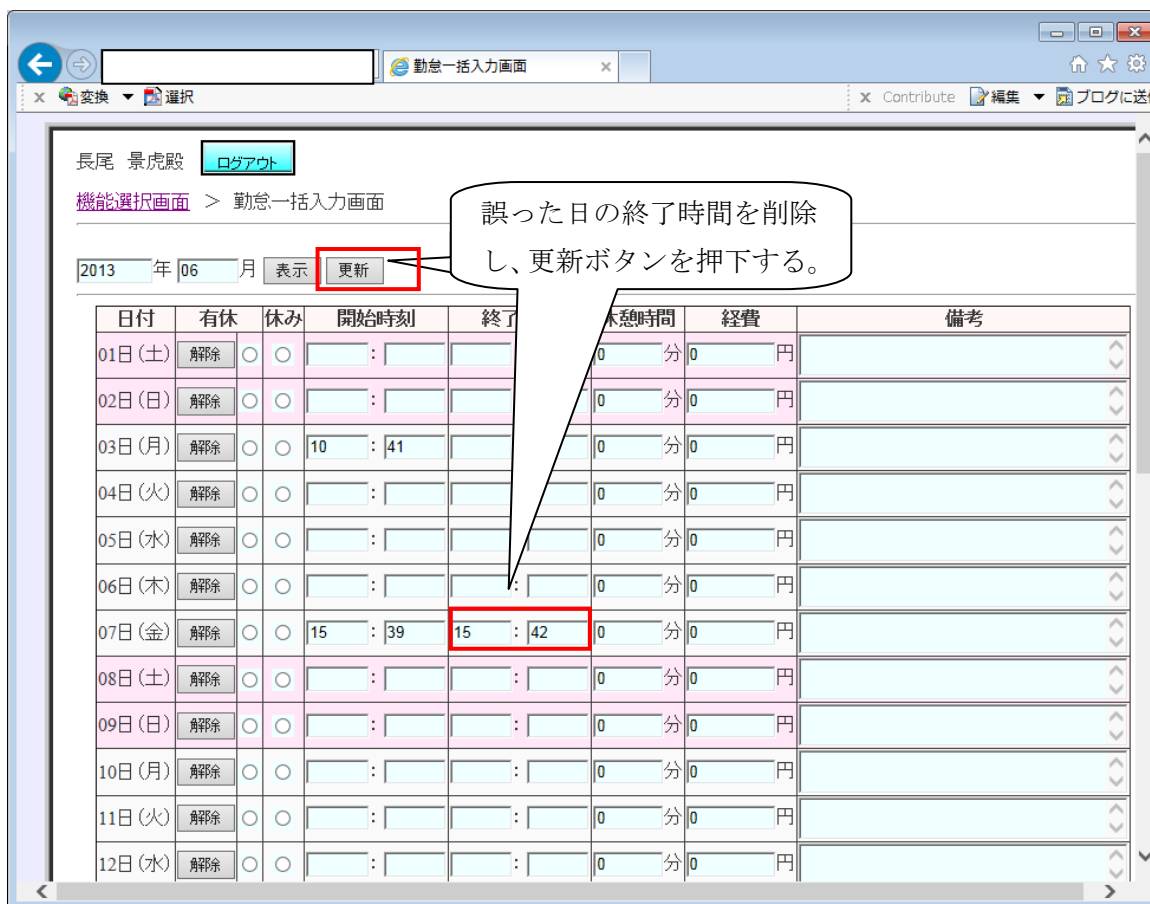 勤怠一括入力画面 ×
x 変換 ▼ 選択 x Contribute 編集 ▼ ブログに送信
長尾 景虎殿 ログアウト
機能選択画面 ＞ 勤怠一括入力画面
誤った日の終了時間を削除
し、更新ボタンを押下する。
2013 年 06 月 表示 更新
日付 有休 休み 開始時刻 終了 休憩時間 経費 備考
01日(土) 解除 : 0 分 0 円
02日(日) 解除 : 0 分 0 円
03日(月) 解除 10 : 41 0 分 0 円
04日(火) 解除 : 0 分 0 円
05日(水) 解除 : 0 分 0 円
06日(木) 解除 : : 0 分 0 円
07日(金) 解除 15 : 39 15 : 42 0 分 0 円
08日(土) 解除 : : 0 分 0 円
09日(日) 解除 : : 0 分 0 円
10日(月) 解除 : : 0 分 0 円
11日(火) 解除 : : 0 分 0 円
12日(水) 解除 : : 0 分 0 円